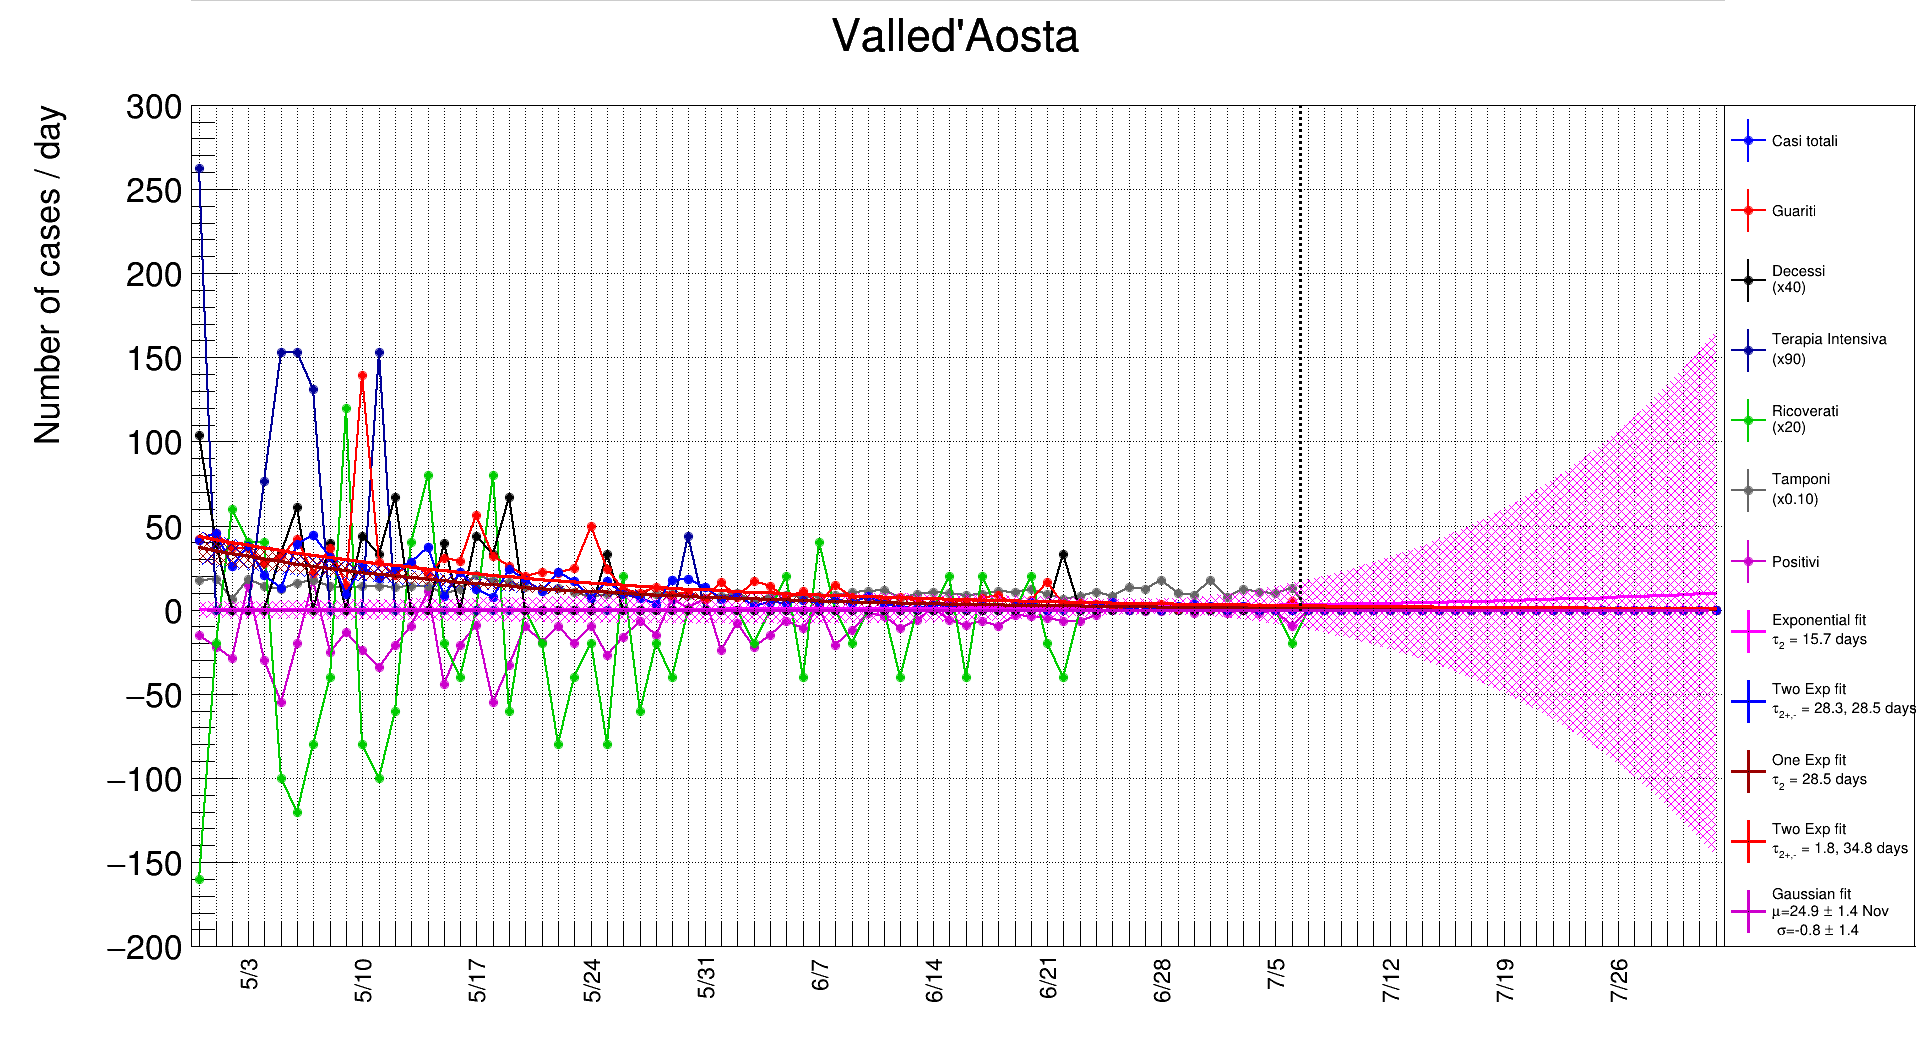 Valled'Aosta
Number of cases / day
300
250
200
150
100
50
0
−50
−100
−150
−200
5/3
5/10
5/17
5/24
5/31
6/7
6/14
6/21
6/28
7/5
7/12
7/19
7/26
Casi totali
Guariti
Decessi
(x40)
Terapia Intensiva
(x90)
Ricoverati
(x20)
Tamponi
(x0.10)
Positivi
Exponential fit
τ2 = 15.7 days
Two Exp fit
τ2+,- = 28.3, 28.5 days
One Exp fit
τ2 = 28.5 days
Two Exp fit
τ2+,- = 1.8, 34.8 days
Gaussian fit
μ=24.9 ± 1.4 Nov
σ=-0.8 ± 1.4